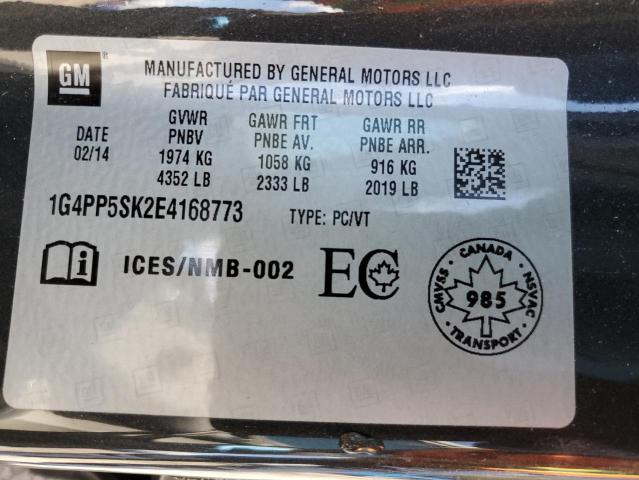 GM
MANUFACTURED BY GENERAL MOTORS LLC
FABRIQUÉ PAR GENERAL MOTORS LLC
DATE
02/14
GVWR
PNBV
1974 KG
4352 LB
GAWR FRT
PNBE AV.
1058 KG
2333 LB
GAWR RR
PNBE ARR.
916 KG
2019 LB
1G4PP5SK2E4168773 TYPE: PC/VT
i ICES/NMB-002 EC
CANADA
CMVSS NSVAC
985
TRANSPORT